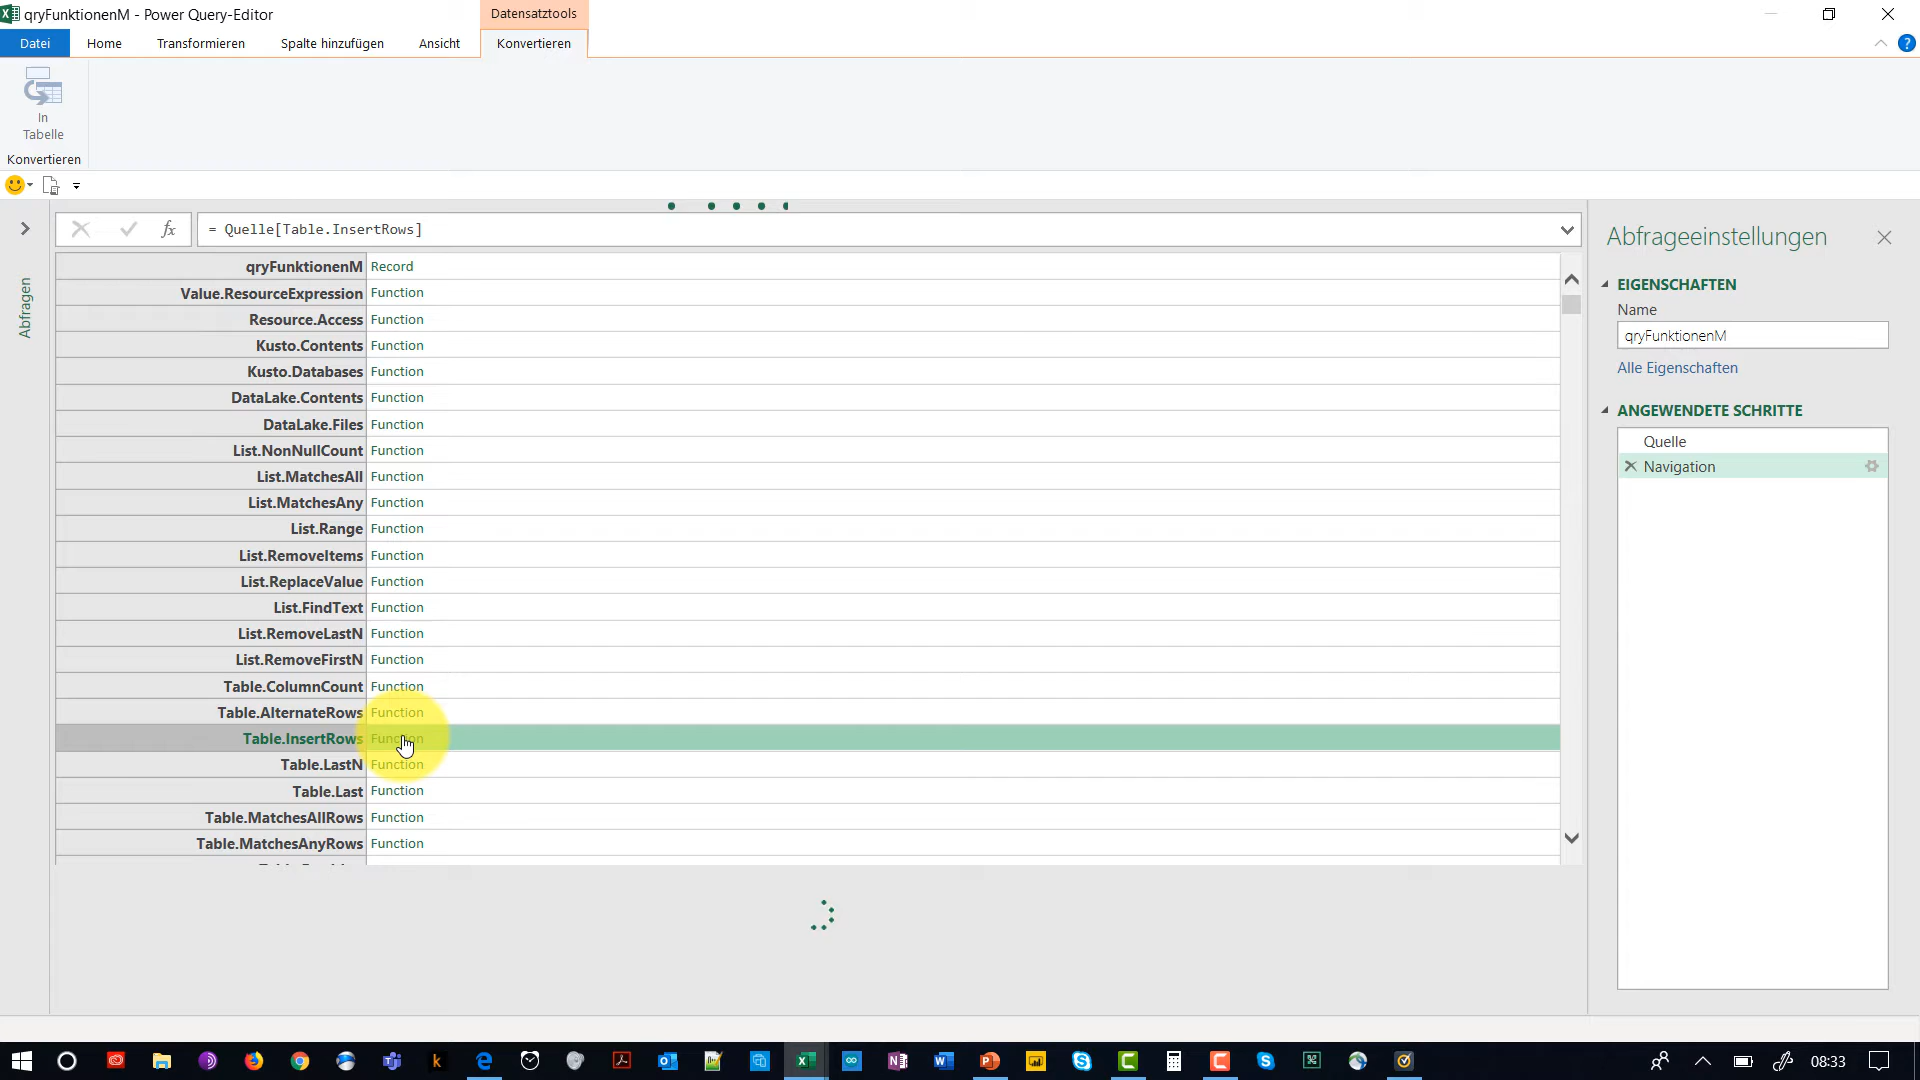 qryFunktionenM - Power Query-Editor
Datensatztools
Datei Home Transformieren Spalte hinzufügen Ansicht Konvertieren
In
Tabelle
Konvertieren
fx = Quelle[Table.InsertRows]
Abfragen
qryFunktionenM Record
Value.ResourceExpression Function
Resource.Access Function
Kusto.Contents Function
Kusto.Databases Function
DataLake.Contents Function
DataLake.Files Function
List.NonNullCount Function
List.MatchesAll Function
List.MatchesAny Function
List.Range Function
List.RemoveItems Function
List.ReplaceValue Function
List.FindText Function
List.RemoveLastN Function
List.RemoveFirstN Function
Table.ColumnCount Function
Table.AlternateRows Function
Table.InsertRows Function
Table.LastN Function
Table.Last Function
Table.MatchesAllRows Function
Table.MatchesAnyRows Function
Abfrageeinstellungen
EIGENSCHAFTEN
Name
qryFunktionenM
Alle Eigenschaften
ANGEWENDETE SCHRITTE
Quelle
Navigation
08:33